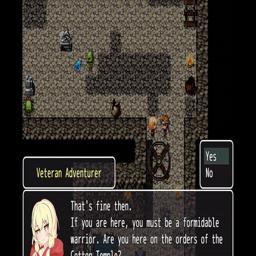 Yes
No
Veteran Adventurer
That's fine then.
If you are here, you must be a formidable
warrior. Are you here on the orders of the
Cotton Temple?